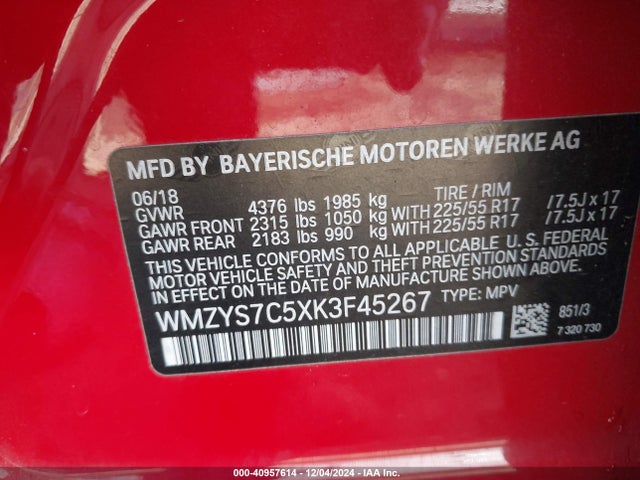 MFD BY BAYERISCHE MOTOREN WERKE AG
06/18 TIRE / RIM
GVWR 4376 lbs 1985 kg
GAWR FRONT 2315 lbs 1050 kg WITH 225/55 R17 /7.5J x 17
GAWR REAR 2183 lbs 990 kg WITH 225/55 R17 /7.5J x 17
THIS VEHICLE CONFORMS TO ALL APPLICABLE U. S. FEDERAL
MOTOR VEHICLE SAFETY STANDARDS IN EFFECT ON THE
DATE OF MANUFACTURE SHOWN ABOVE.
WMZYS7C5XK3F45267 TYPE: MPV
851/3
7 320 730
000-40957614 - 12/04/2024 - IAA Inc.